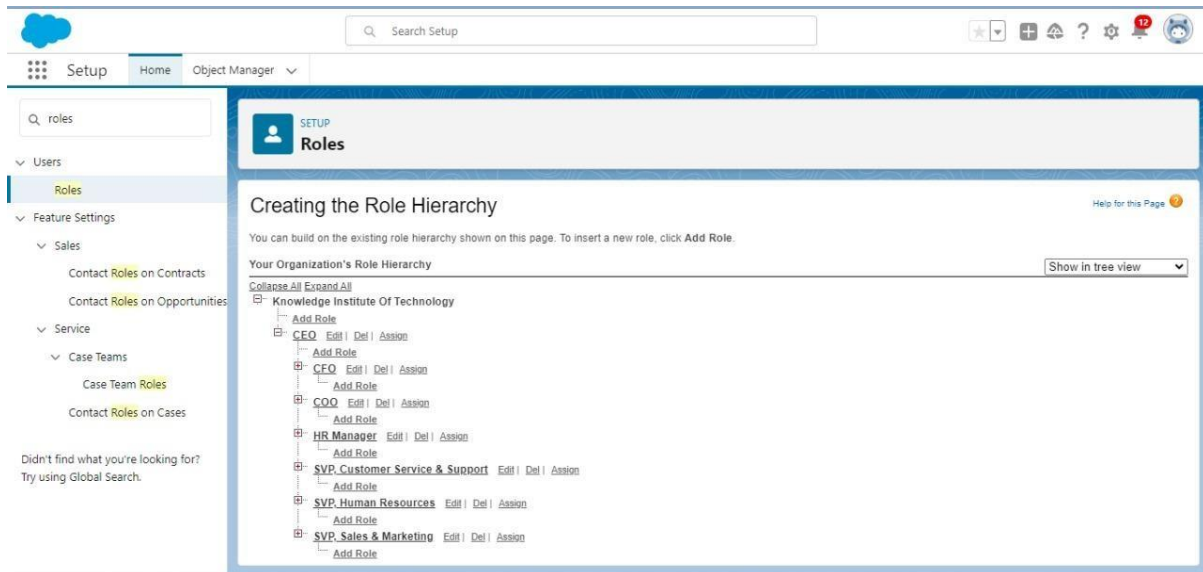 Search Setup
12
Setup Home Object Manager
roles
Users
Roles
Feature Settings
Sales
Contact Roles on Contracts
Contact Roles on Opportunities
Service
Case Teams
Case Team Roles
Contact Roles on Cases
Didn't find what you're looking for?
Try using Global Search.
SETUP
Roles
Creating the Role Hierarchy
Help for this Page ?
You can build on the existing role hierarchy shown on this page. To insert a new role, click Add Role.
Your Organization's Role Hierarchy
Show in tree view
Collapse All Expand All
Knowledge Institute Of Technology
Add Role
CEO Edit | Del | Assign
Add Role
CFO Edit | Del | Assign
Add Role
COO Edit | Del | Assign
Add Role
HR Manager Edit | Del | Assign
Add Role
SVP, Customer Service & Support Edit | Del | Assign
Add Role
SVP, Human Resources Edit | Del | Assign
Add Role
SVP, Sales & Marketing Edit | Del | Assign
Add Role